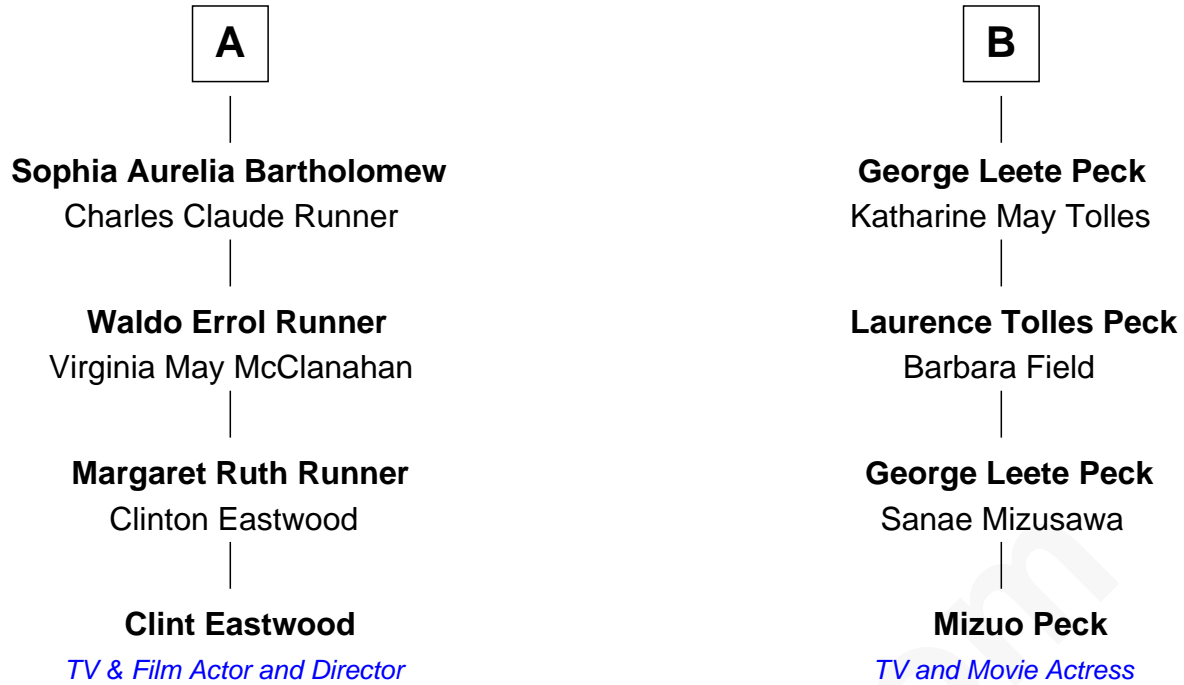 A
Sophia Aurelia Bartholomew
Charles Claude Runner
Waldo Errol Runner
Virginia May McClanahan
Margaret Ruth Runner
Clinton Eastwood
Clint Eastwood
TV & Film Actor and Director
B
George Leete Peck
Katharine May Tolles
Laurence Tolles Peck
Barbara Field
George Leete Peck
Sanae Mizusawa
Mizuo Peck
TV and Movie Actress
om